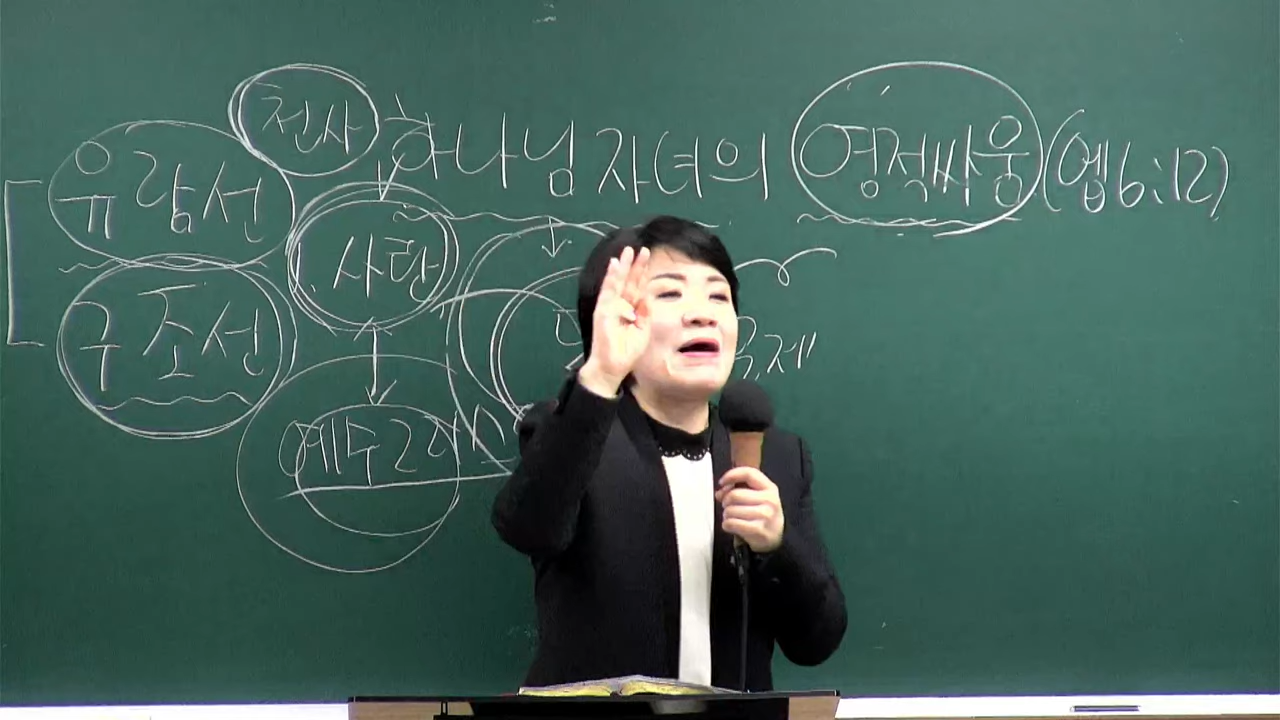 천사 하나님 자녀의 영적싸움 (엡 6:12)
유람선
1. 사탄
구조선
예수 그리스